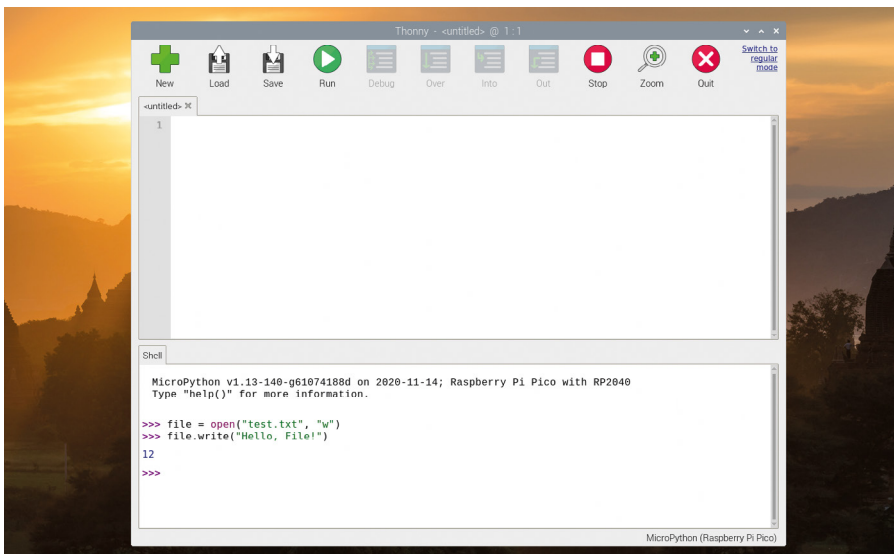 Thonny - <untitled> @ 1:1
New Load Save Run Debug Over Into Out Stop Zoom Quit
Switch to
regular
mode
<untitled>
1
Shell
MicroPython v1.13-140-g61074188d on 2020-11-14; Raspberry Pi Pico with RP2040
Type "help()" for more information.
>>> file = open("test.txt", "w")
>>> file.write("Hello, File!")
12
>>>
MicroPython (Raspberry Pi Pico)